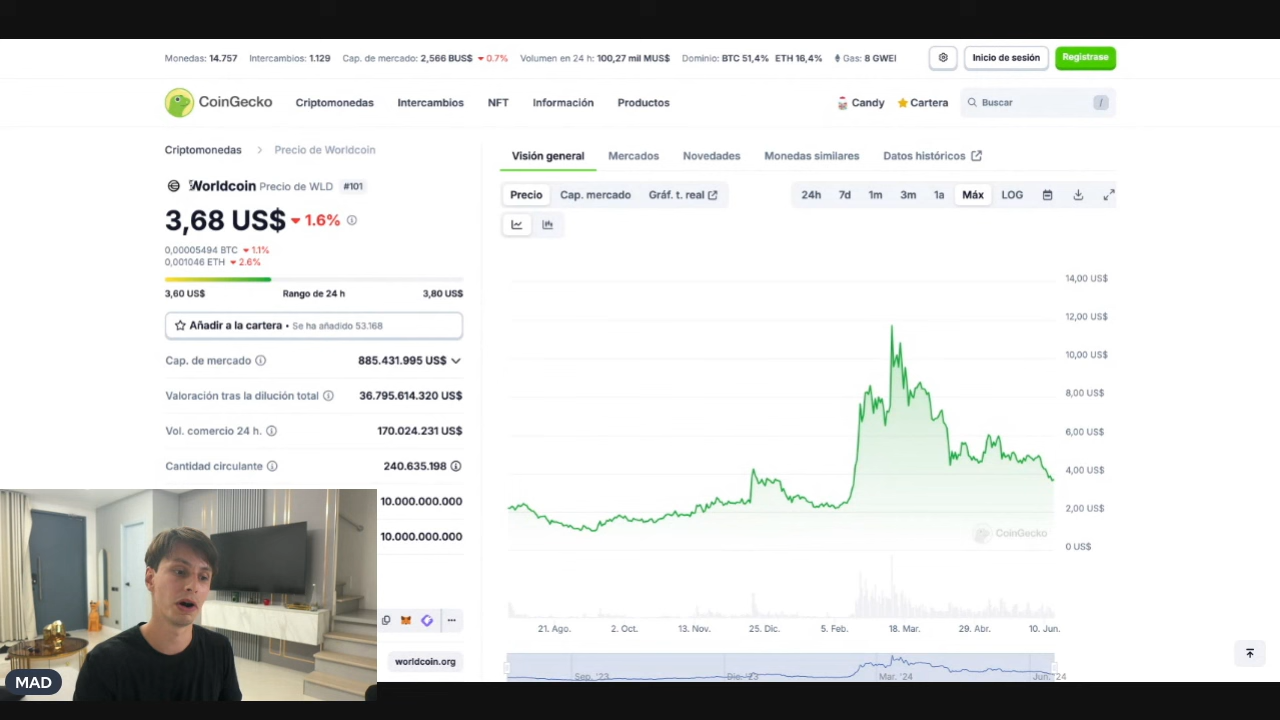 Monedas: 14.757 Intercambios: 1.129 Cap. de mercado: 2,566 BUS$ 0.7% Volumen en 24 h: 100,27 mil MUS$ Dominio: BTC 51,4% ETH 16,4% Gas: 8 GWEI Inicio de sesión Registrase
CoinGecko Criptomonedas Intercambios NFT Información Productos Candy Cartera Buscar /
Criptomonedas > Precio de Worldcoin
Worldcoin Precio de WLD #101
3,68 US$ 1.6%
0,00005494 BTC 1.1%
0,001046 ETH 2.6%
3,60 US$ Rango de 24 h 3,80 US$
Añadir a la cartera • Se ha añadido 53.168
Cap. de mercado 885.431.995 US$
Valoración tras la dilución total 36.795.614.320 US$
Vol. comercio 24 h. 170.024.231 US$
Cantidad circulante 240.635.198
10.000.000.000
10.000.000.000
worldcoin.org
MAD
Visión general Mercados Novedades Monedas similares Datos históricos
Precio Cap. mercado Gráf. t. real 24h 7d 1m 3m 1a Máx LOG
14,00 US$
12,00 US$
10,00 US$
8,00 US$
6,00 US$
4,00 US$
2,00 US$
0 US$
CoinGecko
21. Ago. 2. Oct. 13. Nov. 25. Dic. 5. Feb. 18. Mar. 29. Abr. 10. Jun.
Sep. '23 Dic. '23 Mar. '24 Jun. '24